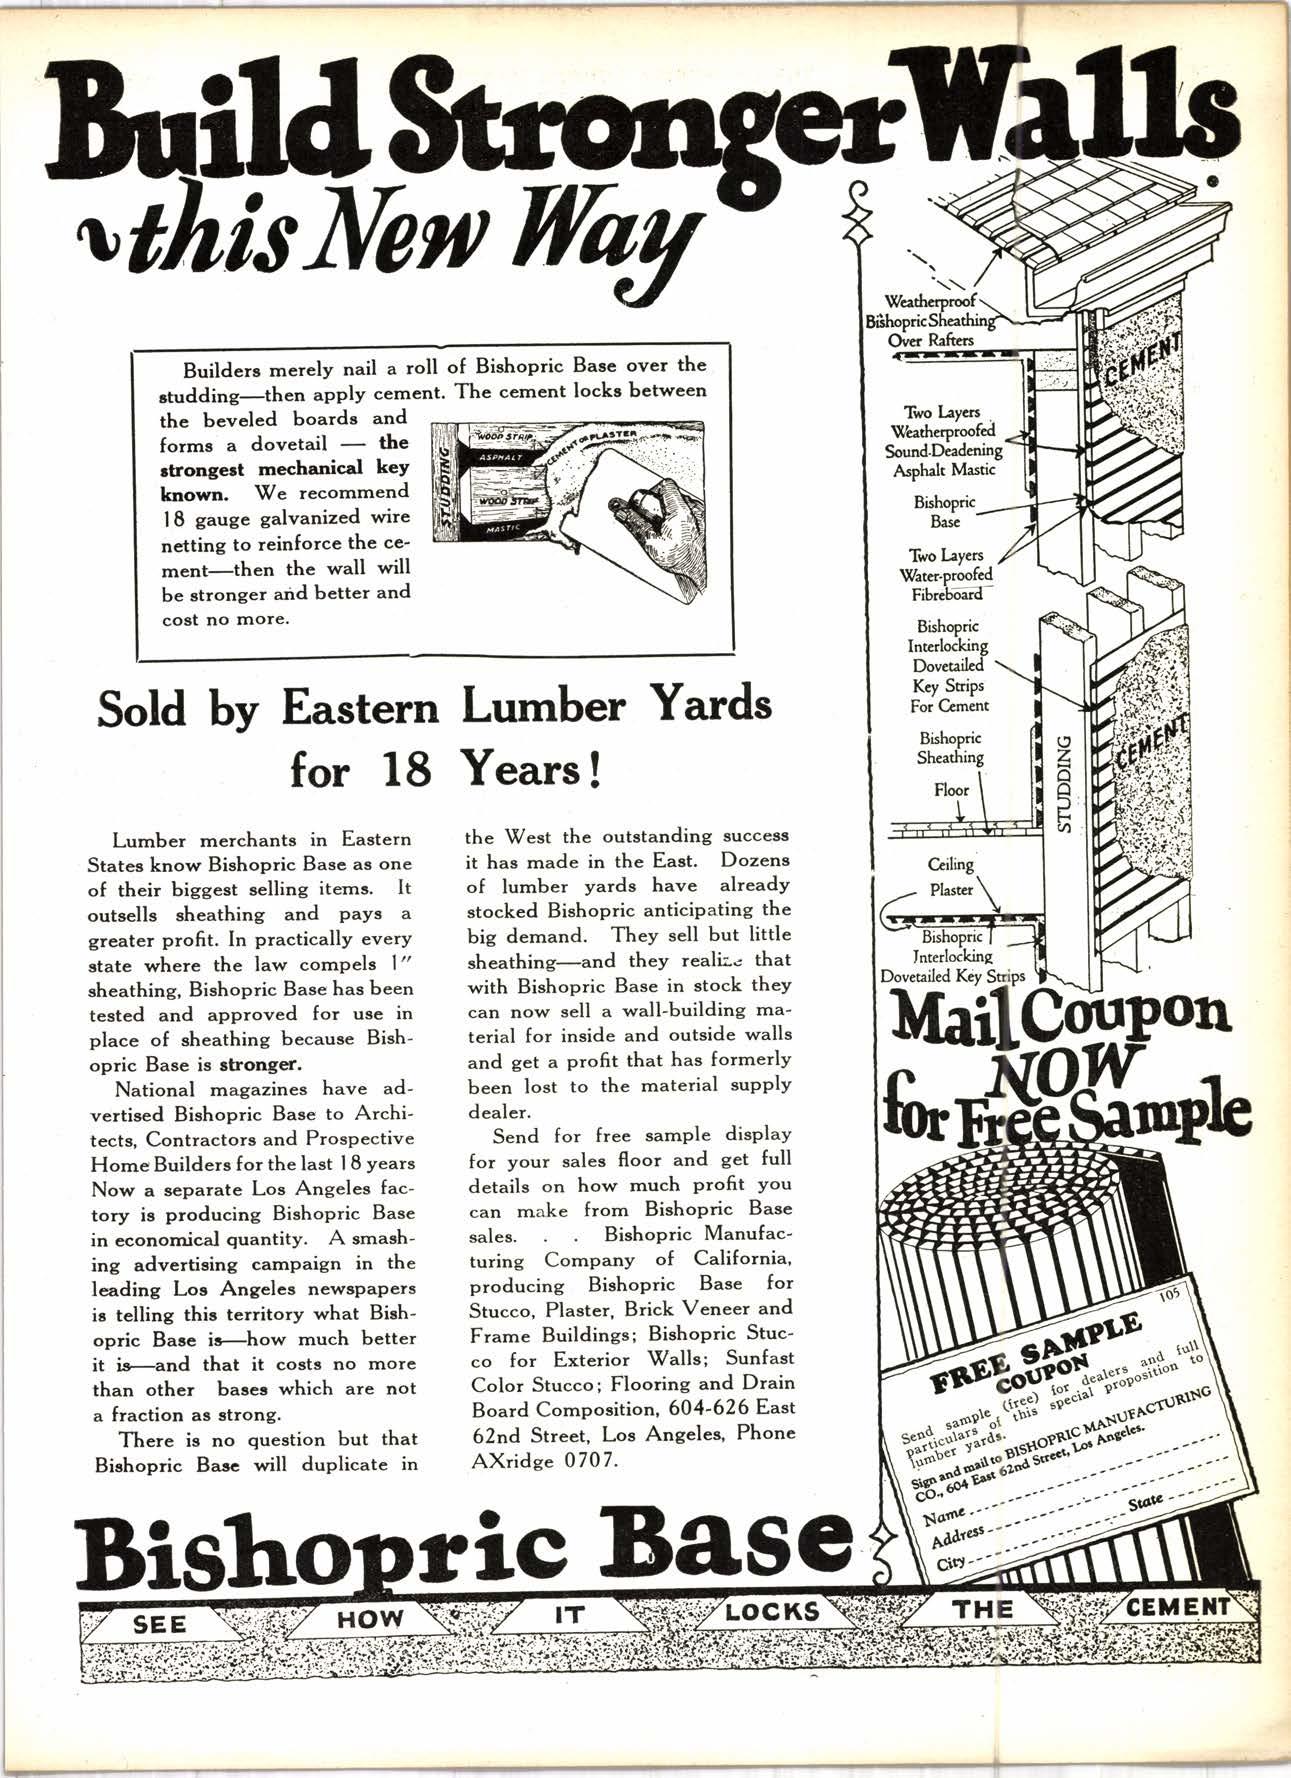 Build Stronger Walls
this New Way
Builders merely nail a roll of Bishopric Base over the
studding—then apply cement. The cement locks between
the beveled boards and
forms a dovetail — the
strongest mechanical key
known. We recommend
18 gauge galvanized wire
netting to reinforce the ce-
ment—then the wall will
be stronger and better and
cost no more.
STUDDING
WOOD STRIP
ASPHALT
CEMENT OR PLASTER
WOOD STRIP
MASTIC
Sold by Eastern Lumber Yards
for 18 Years!
Lumber merchants in Eastern
States know Bishopric Base as one
of their biggest selling items. It
outsells sheathing and pays a
greater profit. In practically every
state where the law compels 1"
sheathing, Bishopric Base has been
tested and approved for use in
place of sheathing because Bish-
opric Base is stronger.
National magazines have ad-
vertised Bishopric Base to Archi-
tects, Contractors and Prospective
Home Builders for the last 18 years
Now a separate Los Angeles fac-
tory is producing Bishopric Base
in economical quantity. A smash-
ing advertising campaign in the
leading Los Angeles newspapers
is telling this territory what Bish-
opric Base is—how much better
it is—and that it costs no more
than other bases which are not
a fraction as strong.
There is no question but that
Bishopric Base will duplicate in
the West the outstanding success
it has made in the East. Dozens
of lumber yards have already
stocked Bishopric anticipating the
big demand. They sell but little
sheathing—and they realize that
with Bishopric Base in stock they
can now sell a wall-building ma-
terial for inside and outside walls
and get a profit that has formerly
been lost to the material supply
dealer.
Send for free sample display
for your sales floor and get full
details on how much profit you
can make from Bishopric Base
sales. . . Bishopric Manufac-
turing Company of California,
producing Bishopric Base for
Stucco, Plaster, Brick Veneer and
Frame Buildings; Bishopric Stuc-
co for Exterior Walls; Sunfast
Color Stucco; Flooring and Drain
Board Composition, 604-626 East
62nd Street, Los Angeles, Phone
AXridge 0707.
Weatherproof
Bishopric Sheathing
Over Rafters
CEMENT
Two Layers
Weatherproofed
Sound-Deadening
Asphalt Mastic
Bishopric
Base
Two Layers
Water-proofed
Fibreboard
Bishopric
Interlocking
Dovetailed
Key Strips
For Cement
CEMENT
STUDDING
Bishopric
Sheathing
Floor
Ceiling
Plaster
Bishopric
Interlocking
Dovetailed Key Strips
Mail Coupon
NOW
for Free Sample
105
FREE SAMPLE
COUPON
Send sample (free) for dealers and full
particulars of this special proposition to
lumber yards.
Sign and mail to BISHOPRIC MANUFACTURING
CO., 604 East 62nd Street, Los Angeles.
Name
Address
City State
Bishopric Base
SEE HOW IT LOCKS THE CEMENT